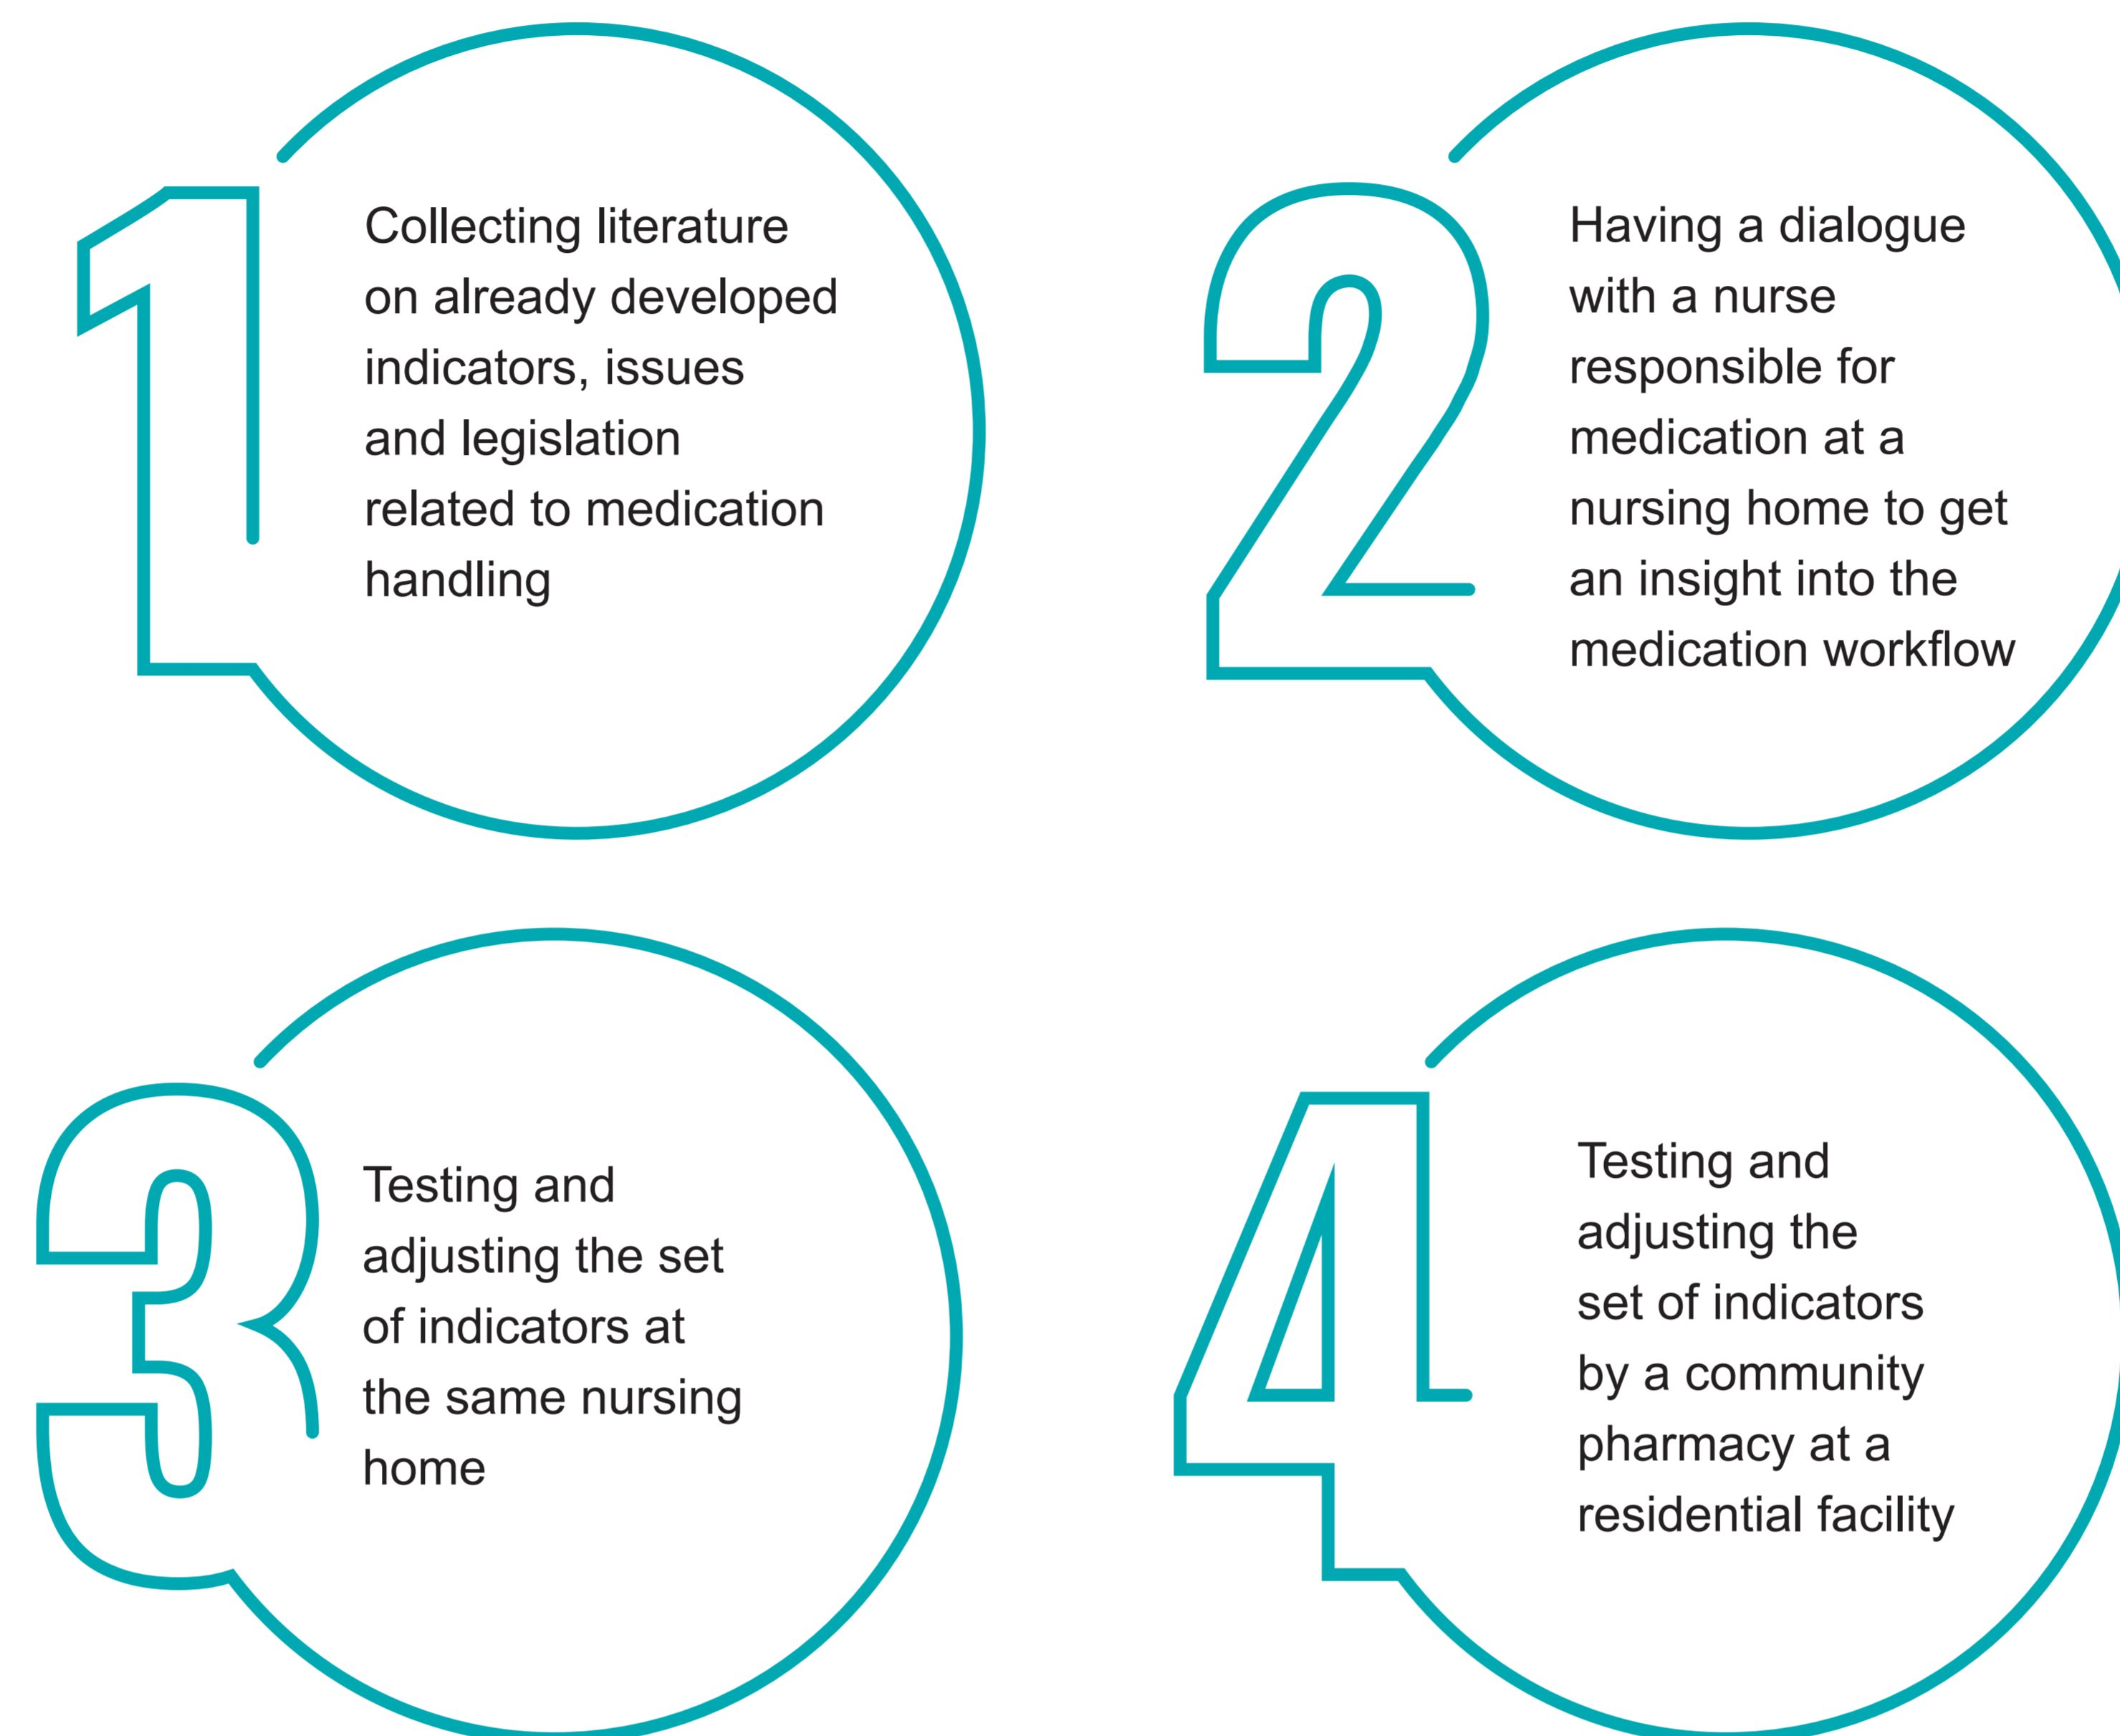 1
Collecting literature
on already developed
indicators, issues
and legislation
related to medication
handling
2
Having a dialogue
with a nurse
responsible for
medication at a
nursing home to get
an insight into the
medication workflow
3
Testing and
adjusting the set
of indicators at
the same nursing
home
4
Testing and
adjusting the
set of indicators
by a community
pharmacy at a
residential facility